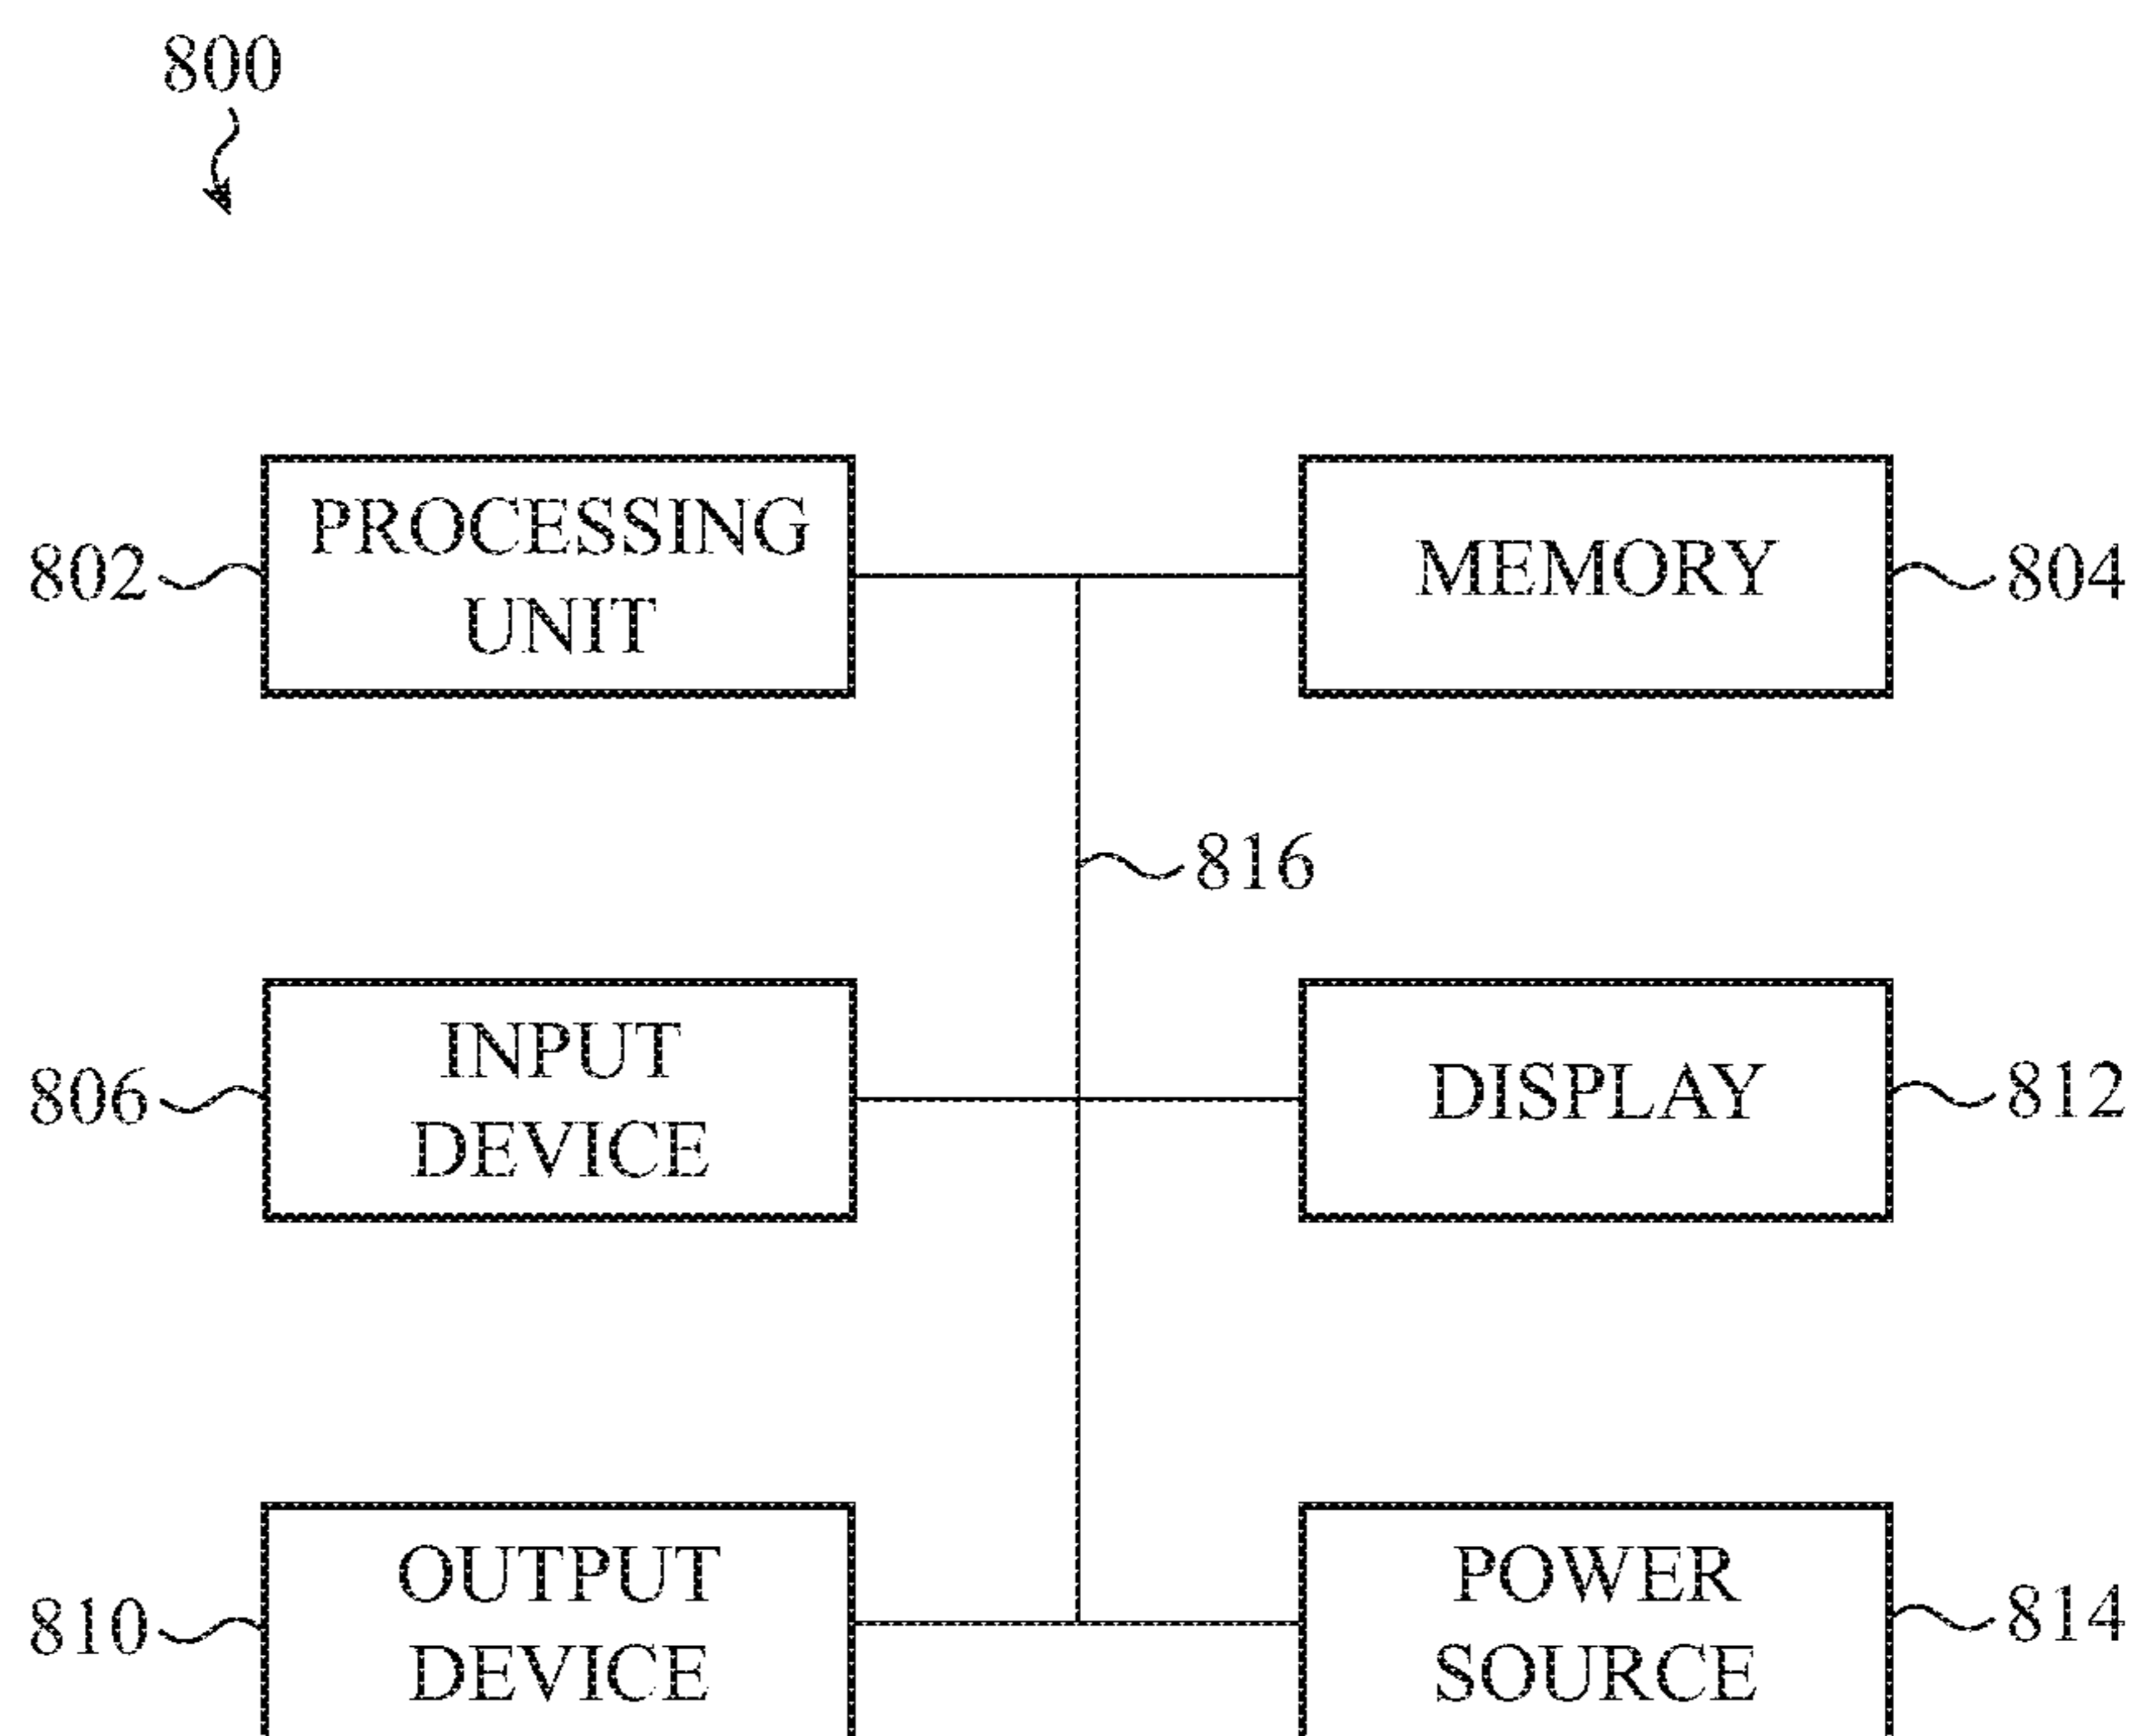 800
PROCESSING
UNIT
802
MEMORY
804
816
INPUT
DEVICE
806
DISPLAY
812
OUTPUT
DEVICE
810
POWER
SOURCE
814